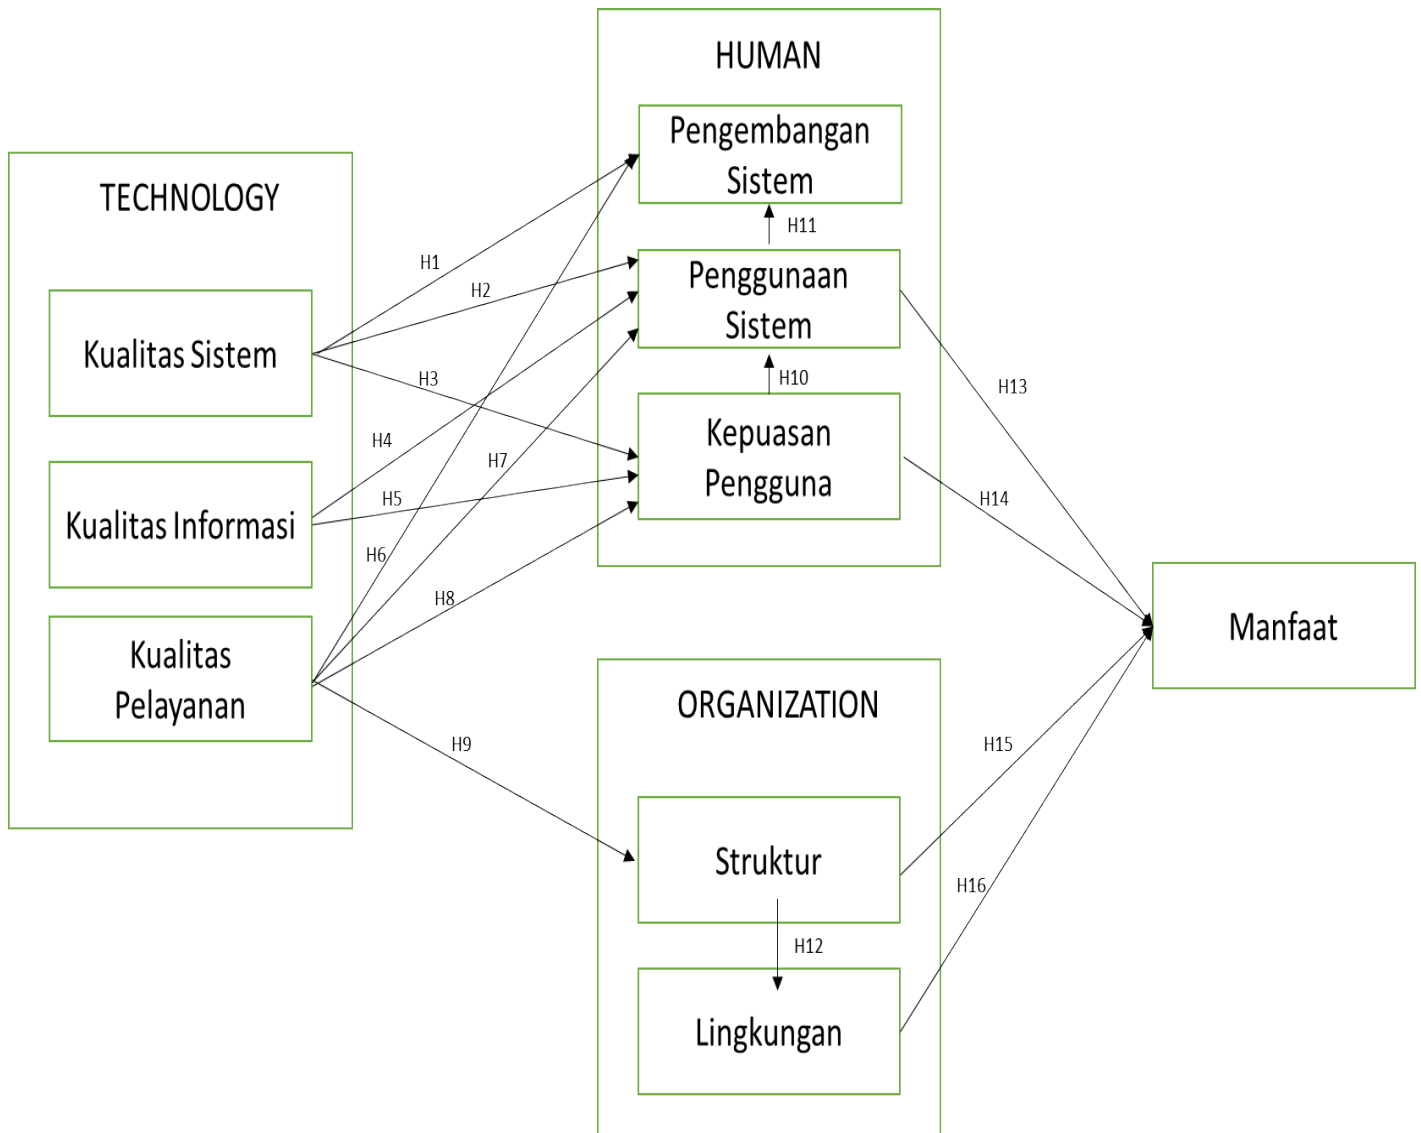 HUMAN
Pengembangan
Sistem
TECHNOLOGY
H11
H1
H2
Penggunaan
Sistem
Kualitas Sistem
H3
H10
H13
H4
Kepuasan
Pengguna
H7
H5
H14
Kualitas Informasi
H6
H8
Manfaat
Kualitas
Pelayanan
ORGANIZATION
H9
H15
Struktur
H16
H12
Lingkungan